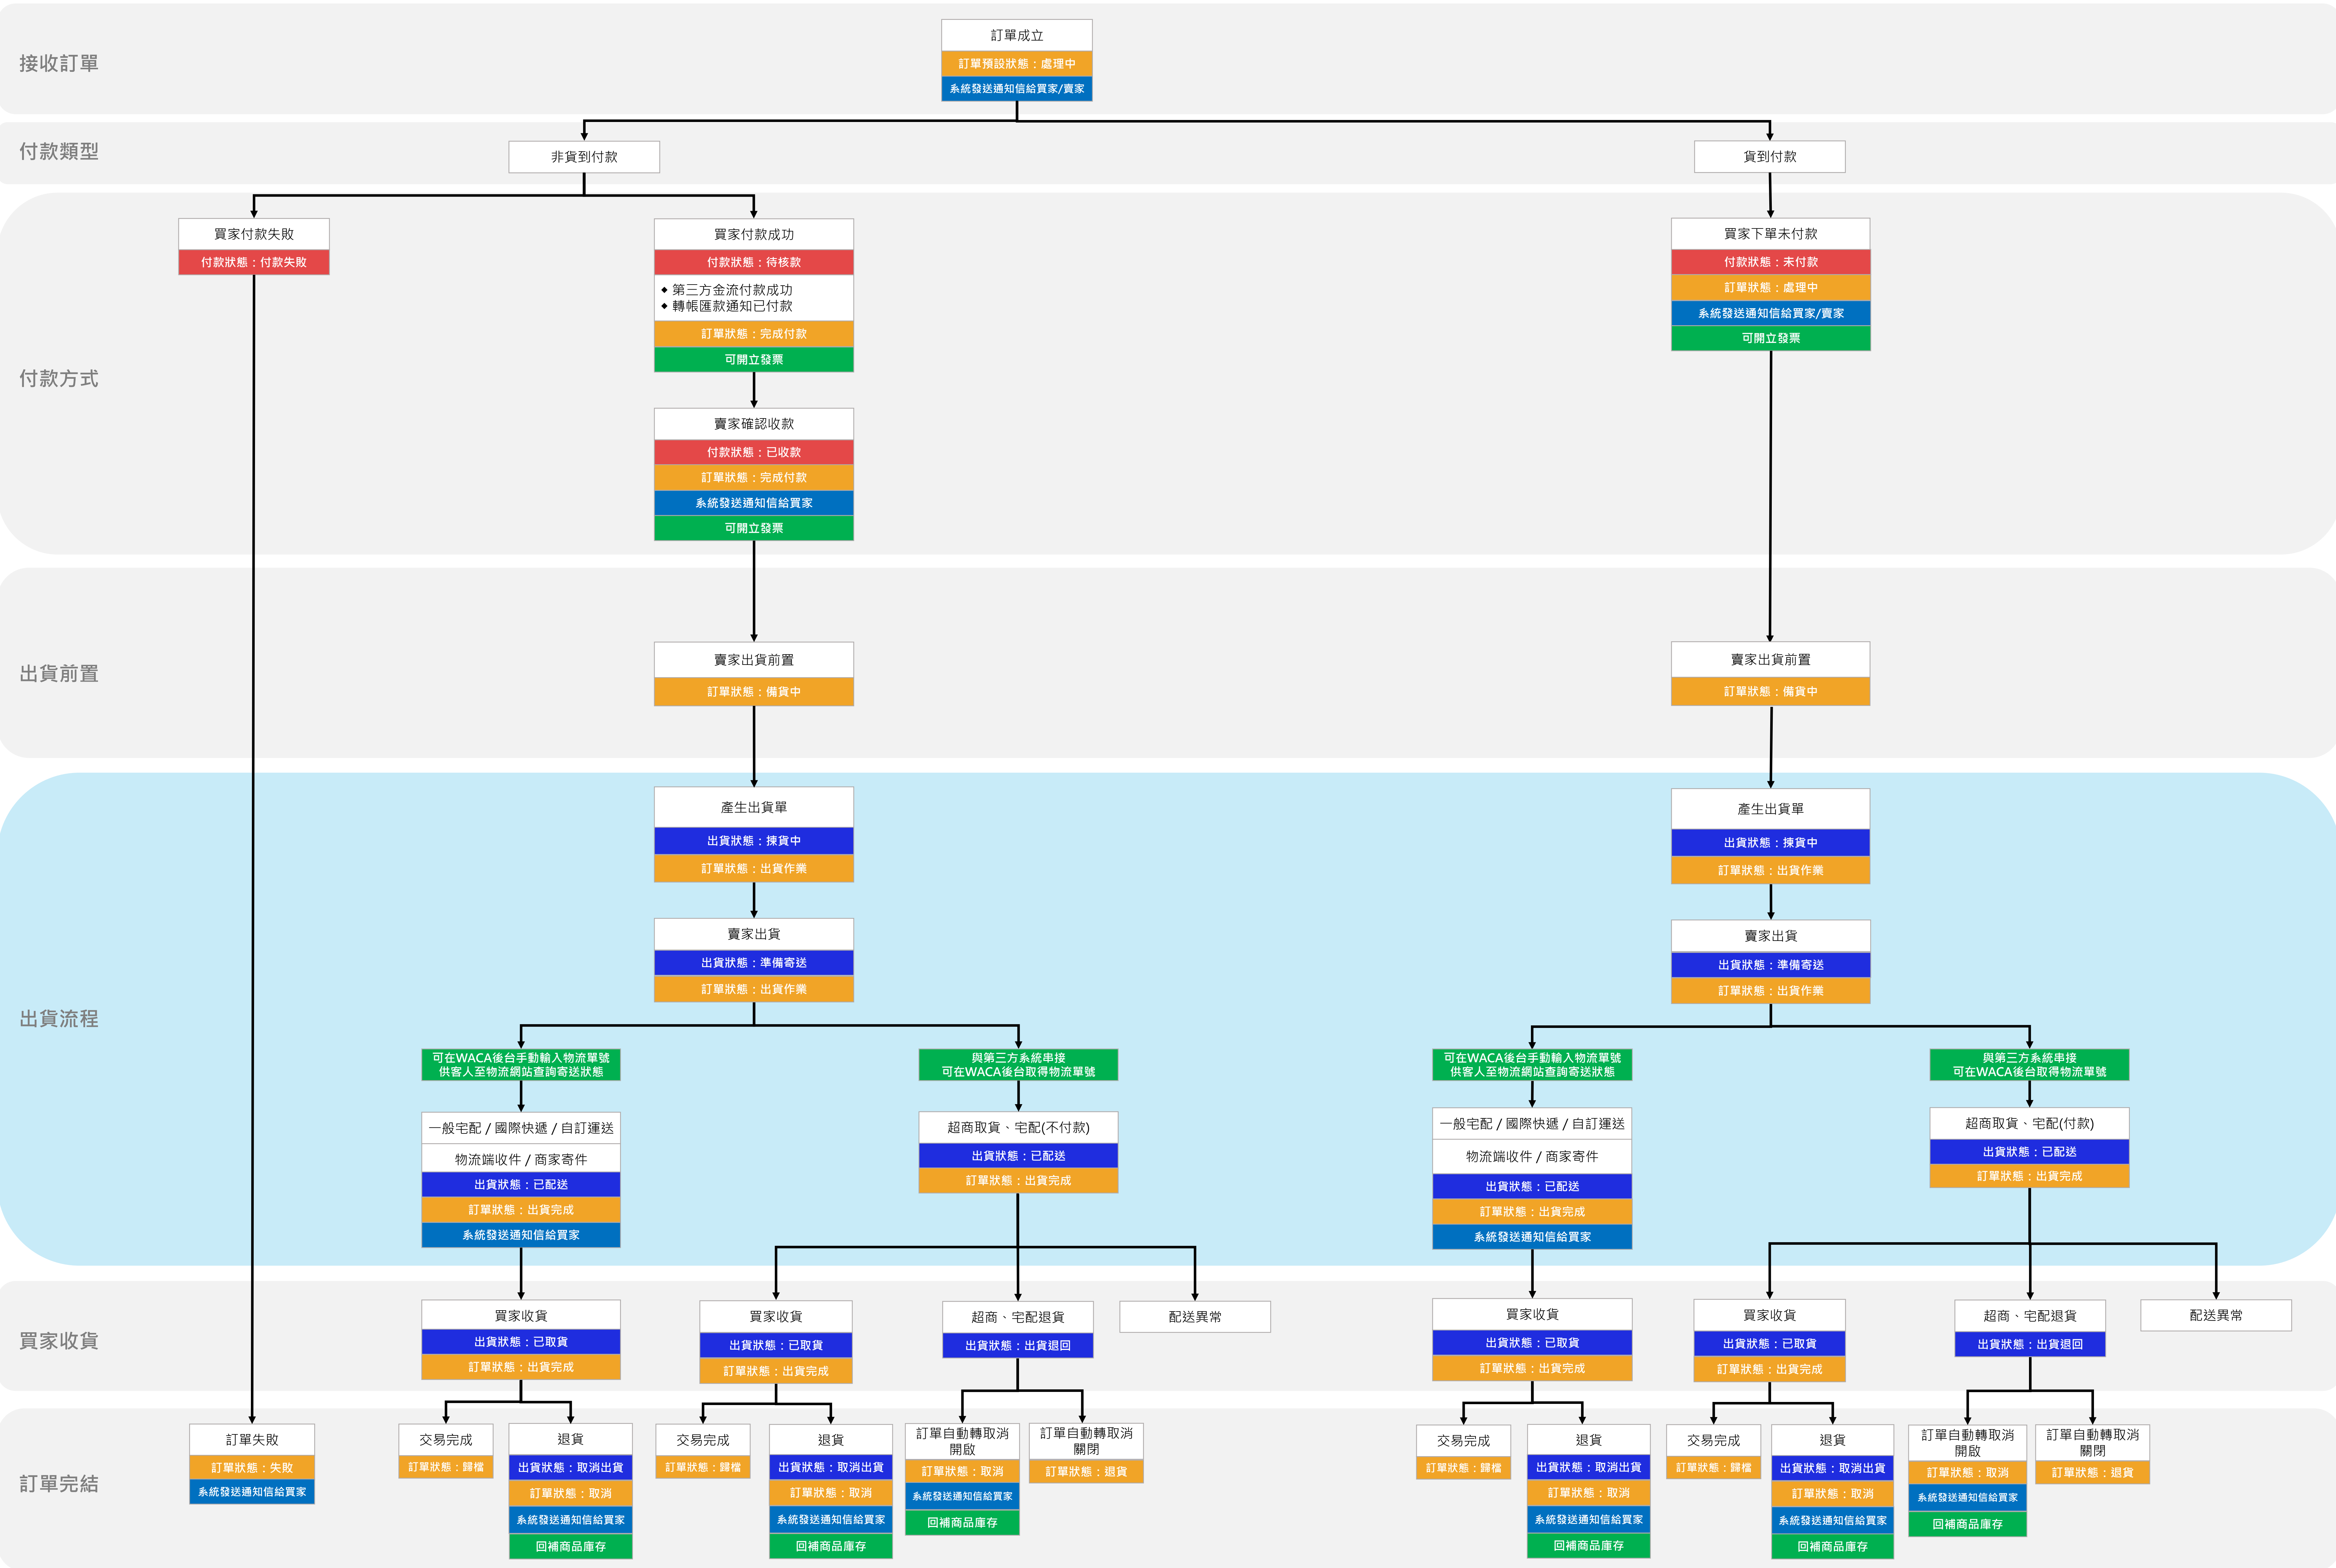 接收訂單
訂單成立
訂單預設狀態：處理中
系統發送通知信給買家/賣家
付款類型
非貨到付款
貨到付款
付款方式
買家付款失敗
付款狀態：付款失敗
買家付款成功
付款狀態：待核款
◆ 第三方金流付款成功
◆ 轉帳匯款通知已付款
訂單狀態：完成付款
可開立發票
賣家確認收款
付款狀態：已收款
訂單狀態：完成付款
系統發送通知信給買家
可開立發票
買家下單未付款
付款狀態：未付款
訂單狀態：處理中
系統發送通知信給買家/賣家
可開立發票
出貨前置
賣家出貨前置
訂單狀態：備貨中
賣家出貨前置
訂單狀態：備貨中
出貨流程
產生出貨單
出貨狀態：揀貨中
訂單狀態：出貨作業
賣家出貨
出貨狀態：準備寄送
訂單狀態：出貨作業
可在WACA後台手動輸入物流單號
供客人至物流網站查詢寄送狀態
一般宅配 / 國際快遞 / 自訂運送
物流端收件 / 商家寄件
出貨狀態：已配送
訂單狀態：出貨完成
系統發送通知信給買家
與第三方系統串接
可在WACA後台取得物流單號
超商取貨、宅配(不付款)
出貨狀態：已配送
訂單狀態：出貨完成
產生出貨單
出貨狀態：揀貨中
訂單狀態：出貨作業
賣家出貨
出貨狀態：準備寄送
訂單狀態：出貨作業
可在WACA後台手動輸入物流單號
供客人至物流網站查詢寄送狀態
一般宅配 / 國際快遞 / 自訂運送
物流端收件 / 商家寄件
出貨狀態：已配送
訂單狀態：出貨完成
系統發送通知信給買家
與第三方系統串接
可在WACA後台取得物流單號
超商取貨、宅配(付款)
出貨狀態：已配送
訂單狀態：出貨完成
買家收貨
買家收貨
出貨狀態：已取貨
訂單狀態：出貨完成
買家收貨
出貨狀態：已取貨
訂單狀態：出貨完成
超商、宅配退貨
出貨狀態：出貨退回
配送異常
買家收貨
出貨狀態：已取貨
訂單狀態：出貨完成
買家收貨
出貨狀態：已取貨
訂單狀態：出貨完成
超商、宅配退貨
出貨狀態：出貨退回
配送異常
訂單完結
訂單失敗
訂單狀態：失敗
系統發送通知信給買家
交易完成
訂單狀態：歸檔
退貨
出貨狀態：取消出貨
訂單狀態：取消
系統發送通知信給買家
回補商品庫存
交易完成
訂單狀態：歸檔
退貨
出貨狀態：取消出貨
訂單狀態：取消
系統發送通知信給買家
回補商品庫存
訂單自動轉取消
開啟
訂單狀態：取消
系統發送通知信給買家
回補商品庫存
訂單自動轉取消
關閉
訂單狀態：退貨
交易完成
訂單狀態：歸檔
退貨
出貨狀態：取消出貨
訂單狀態：取消
系統發送通知信給買家
回補商品庫存
交易完成
訂單狀態：歸檔
退貨
出貨狀態：取消出貨
訂單狀態：取消
系統發送通知信給買家
回補商品庫存
訂單自動轉取消
開啟
訂單狀態：取消
系統發送通知信給買家
回補商品庫存
訂單自動轉取消
關閉
訂單狀態：退貨